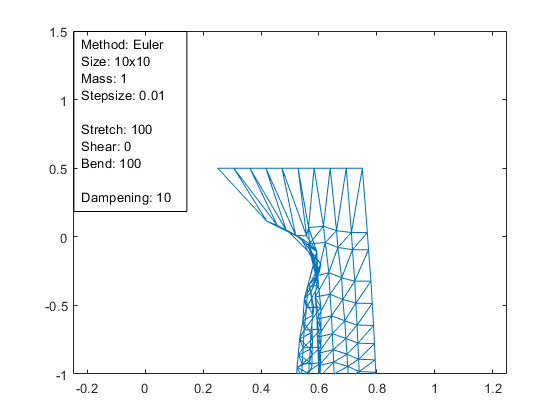 Method: Euler
Size: 10x10
Mass: 1
Stepsize: 0.01
Stretch: 100
Shear: 0
Bend: 100
Dampening: 10
1.5
1
0.5
0
-0.5
-1
-0.2 0 0.2 0.4 0.6 0.8 1 1.2